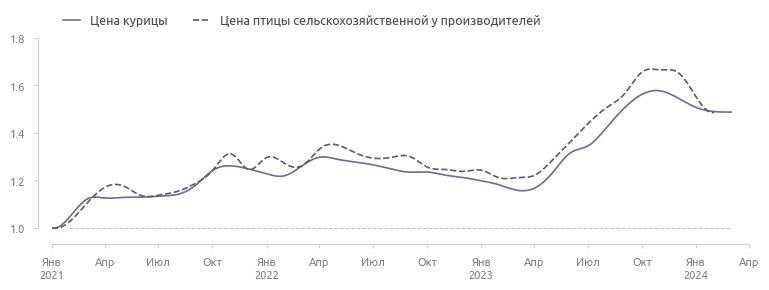 Цена курицы Цена птицы сельскохозяйственной у производителей
1.8
1.6
1.4
1.2
1.0
Янв Апр Июл Окт Янв Апр Июл Окт Янв Апр Июл Окт Янв Апр
2021 2022 2023 2024